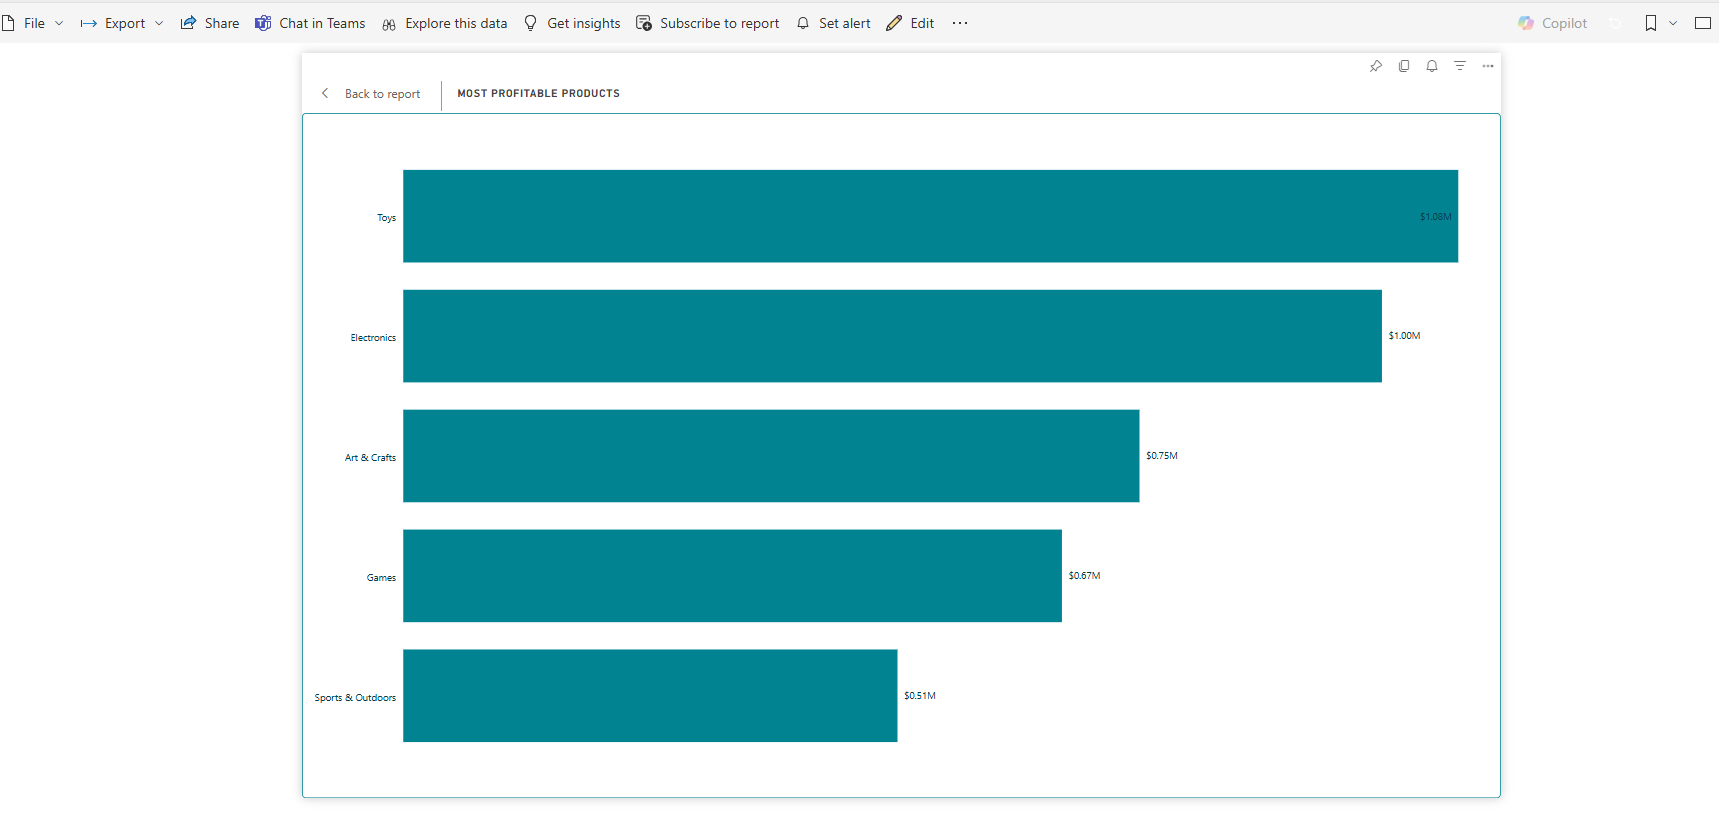 File Export Share Chat in Teams Explore this data Get insights Subscribe to report Set alert Edit ... Copilot
Back to report MOST PROFITABLE PRODUCTS
Toys $1.08M
Electronics $1.00M
Art & Crafts $0.75M
Games $0.67M
Sports & Outdoors $0.51M